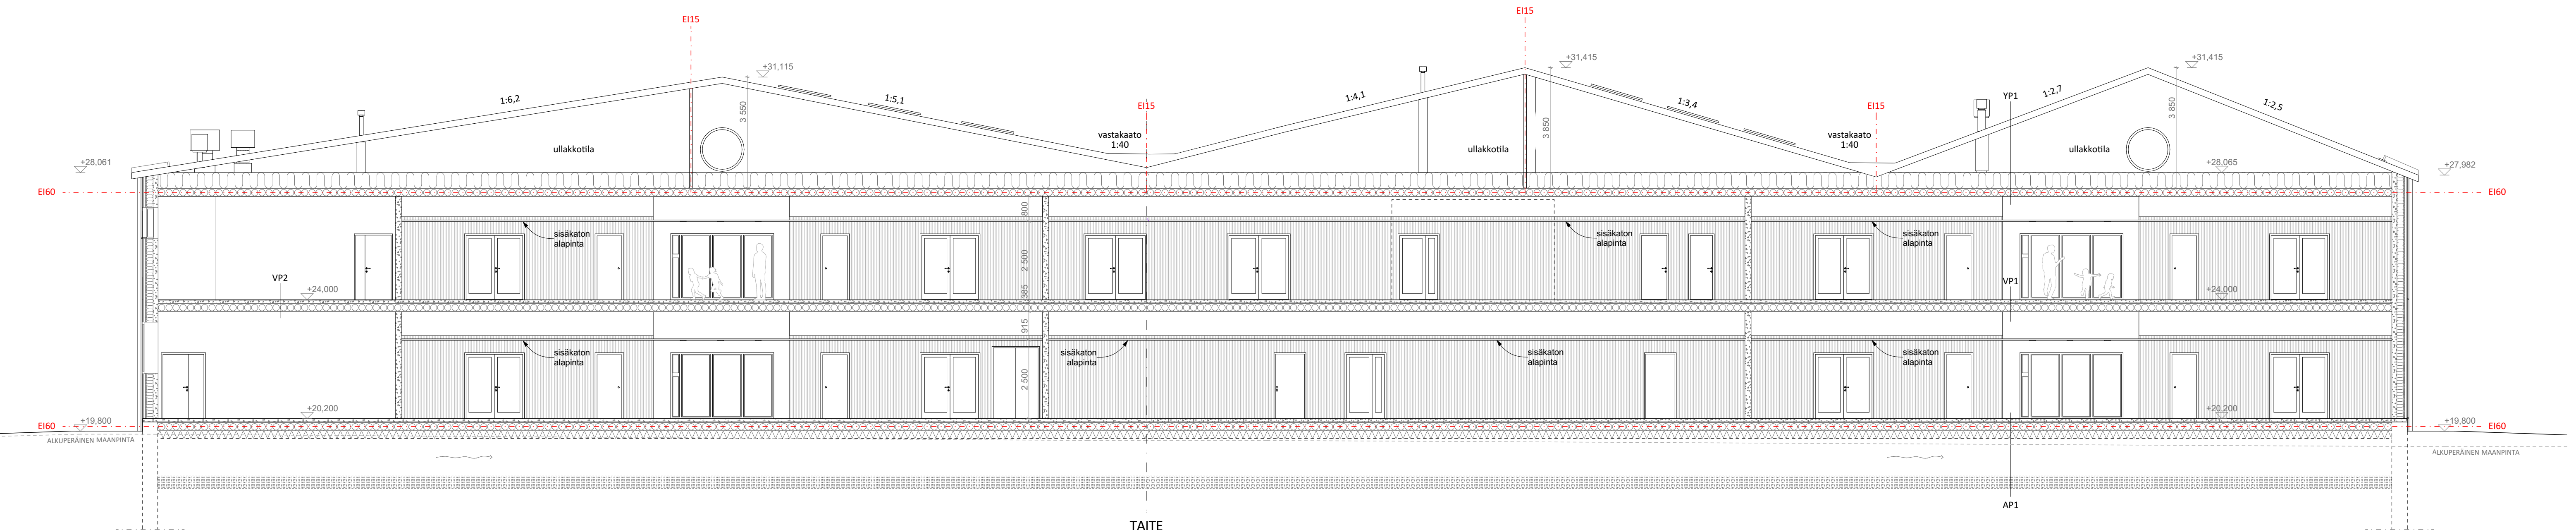 EI15
EI15
+31,115
+31,415
+31,415
1:6,2
3 550
1:5,1
EI15
1:4,1
3 850
1:3,4
EI15
YP1
1:2,7
3 850
1:2,5
vastakaato
1:40
vastakaato
1:40
ullakkotila
ullakkotila
ullakkotila
+28,061
+28,065
+27,982
EI60
EI60
800
sisäkaton
alapinta
sisäkaton
alapinta
sisäkaton
alapinta
2 500
VP2
VP1
+24,000
385
+24,000
915
sisäkaton
alapinta
sisäkaton
alapinta
sisäkaton
alapinta
sisäkaton
alapinta
2 500
+20,200
+20,200
+19,800
+19,800
EI60
EI60
ALKUPERÄINEN MAANPINTA
ALKUPERÄINEN MAANPINTA
AP1
TAITE